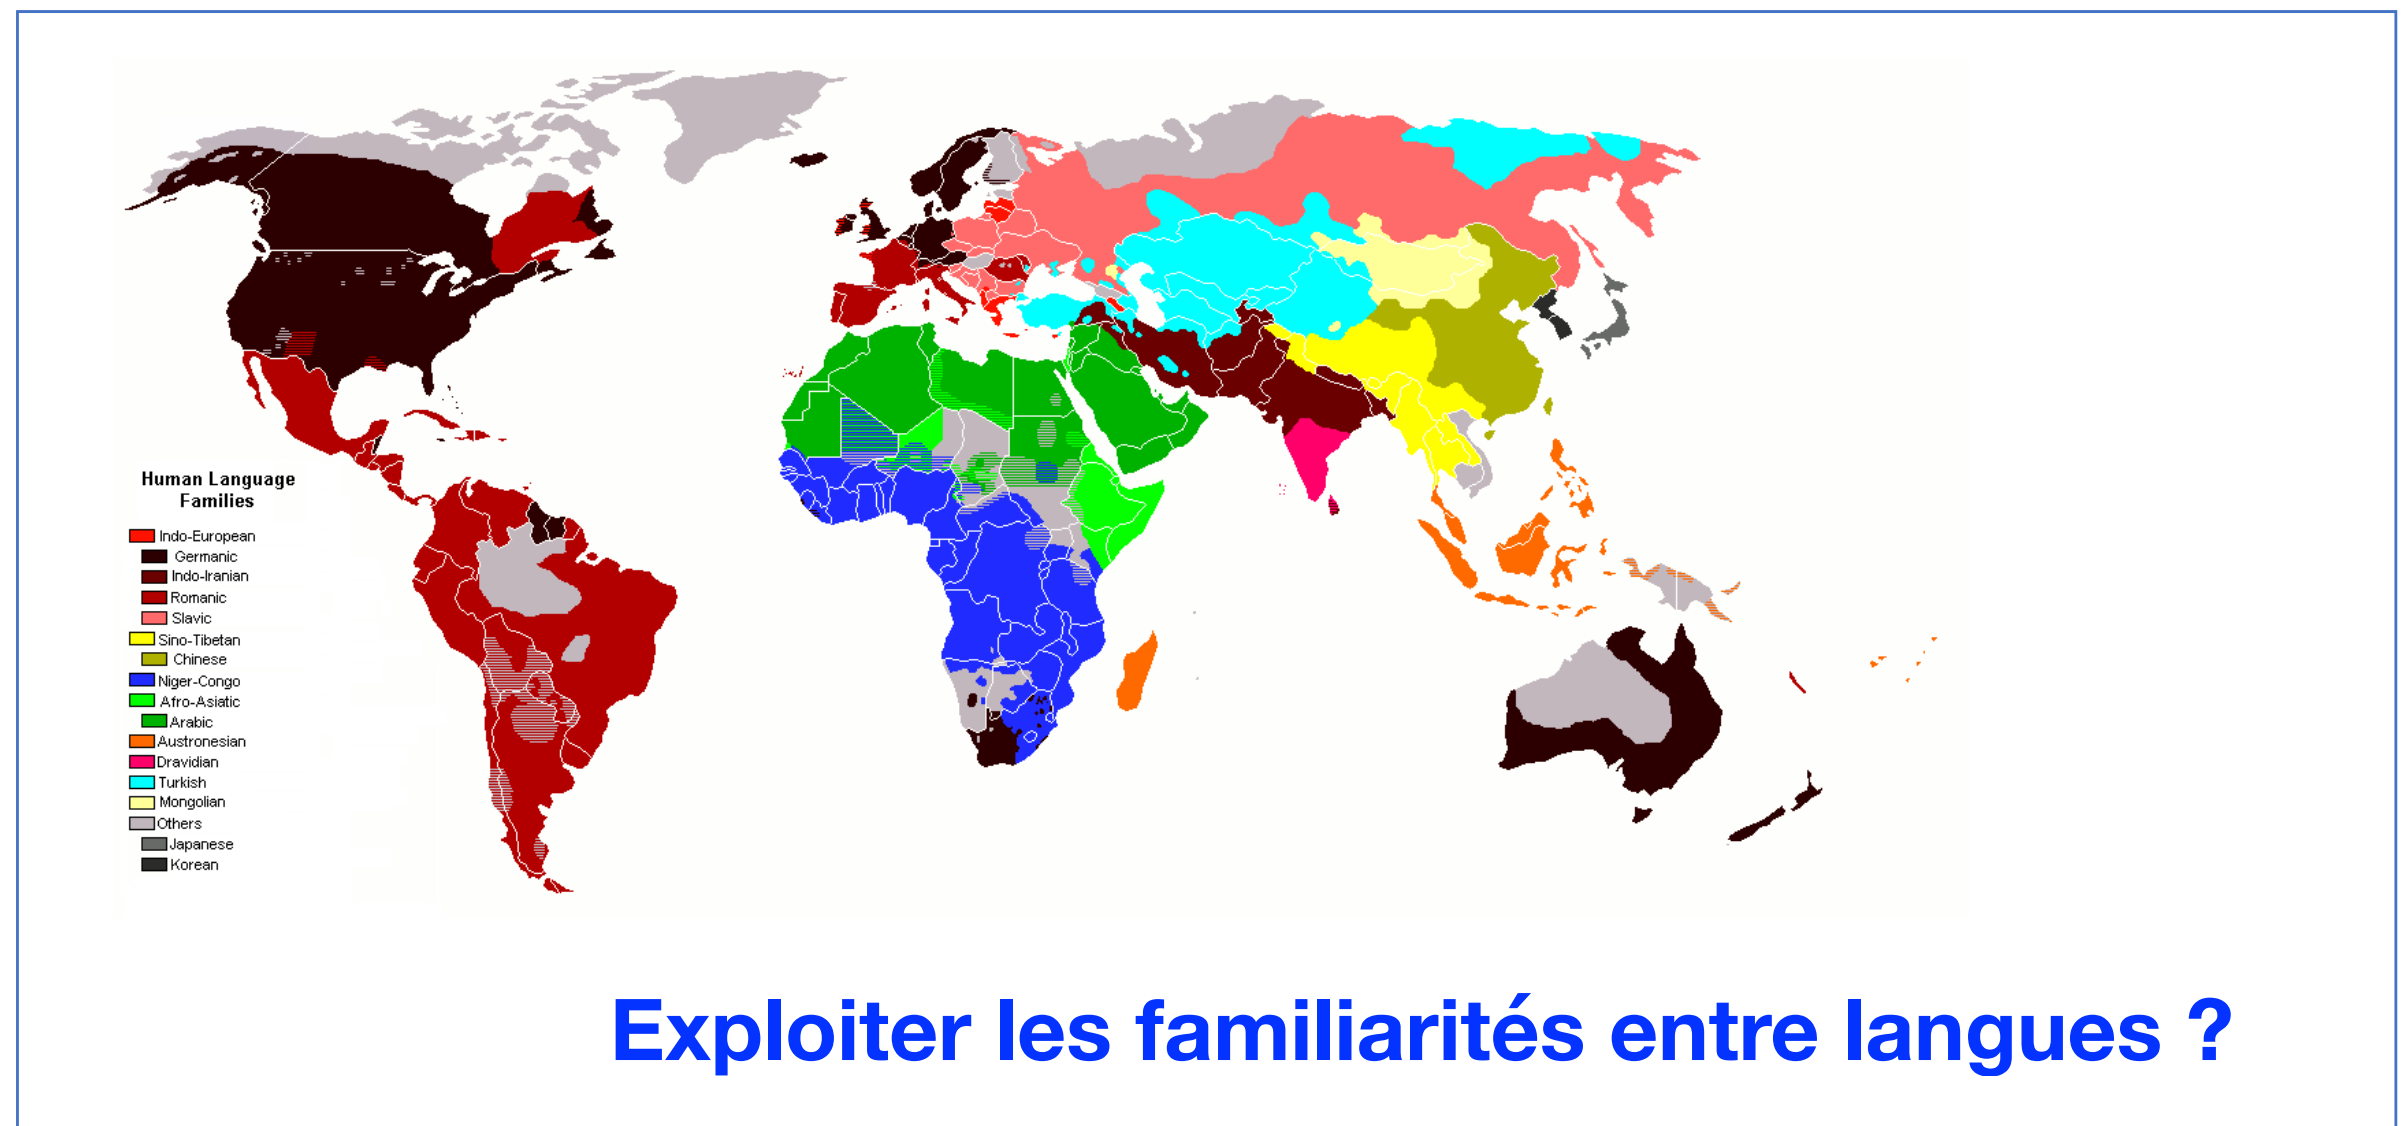 Human Language
Families
Indo-European
Germanic
Indo-Iranian
Romanic
Slavic
Sino-Tibetan
Chinese
Niger-Congo
Afro-Asiatic
Arabic
Austronesian
Dravidian
Turkish
Mongolian
Others
Japanese
Korean
Exploiter les familiarités entre langues ?